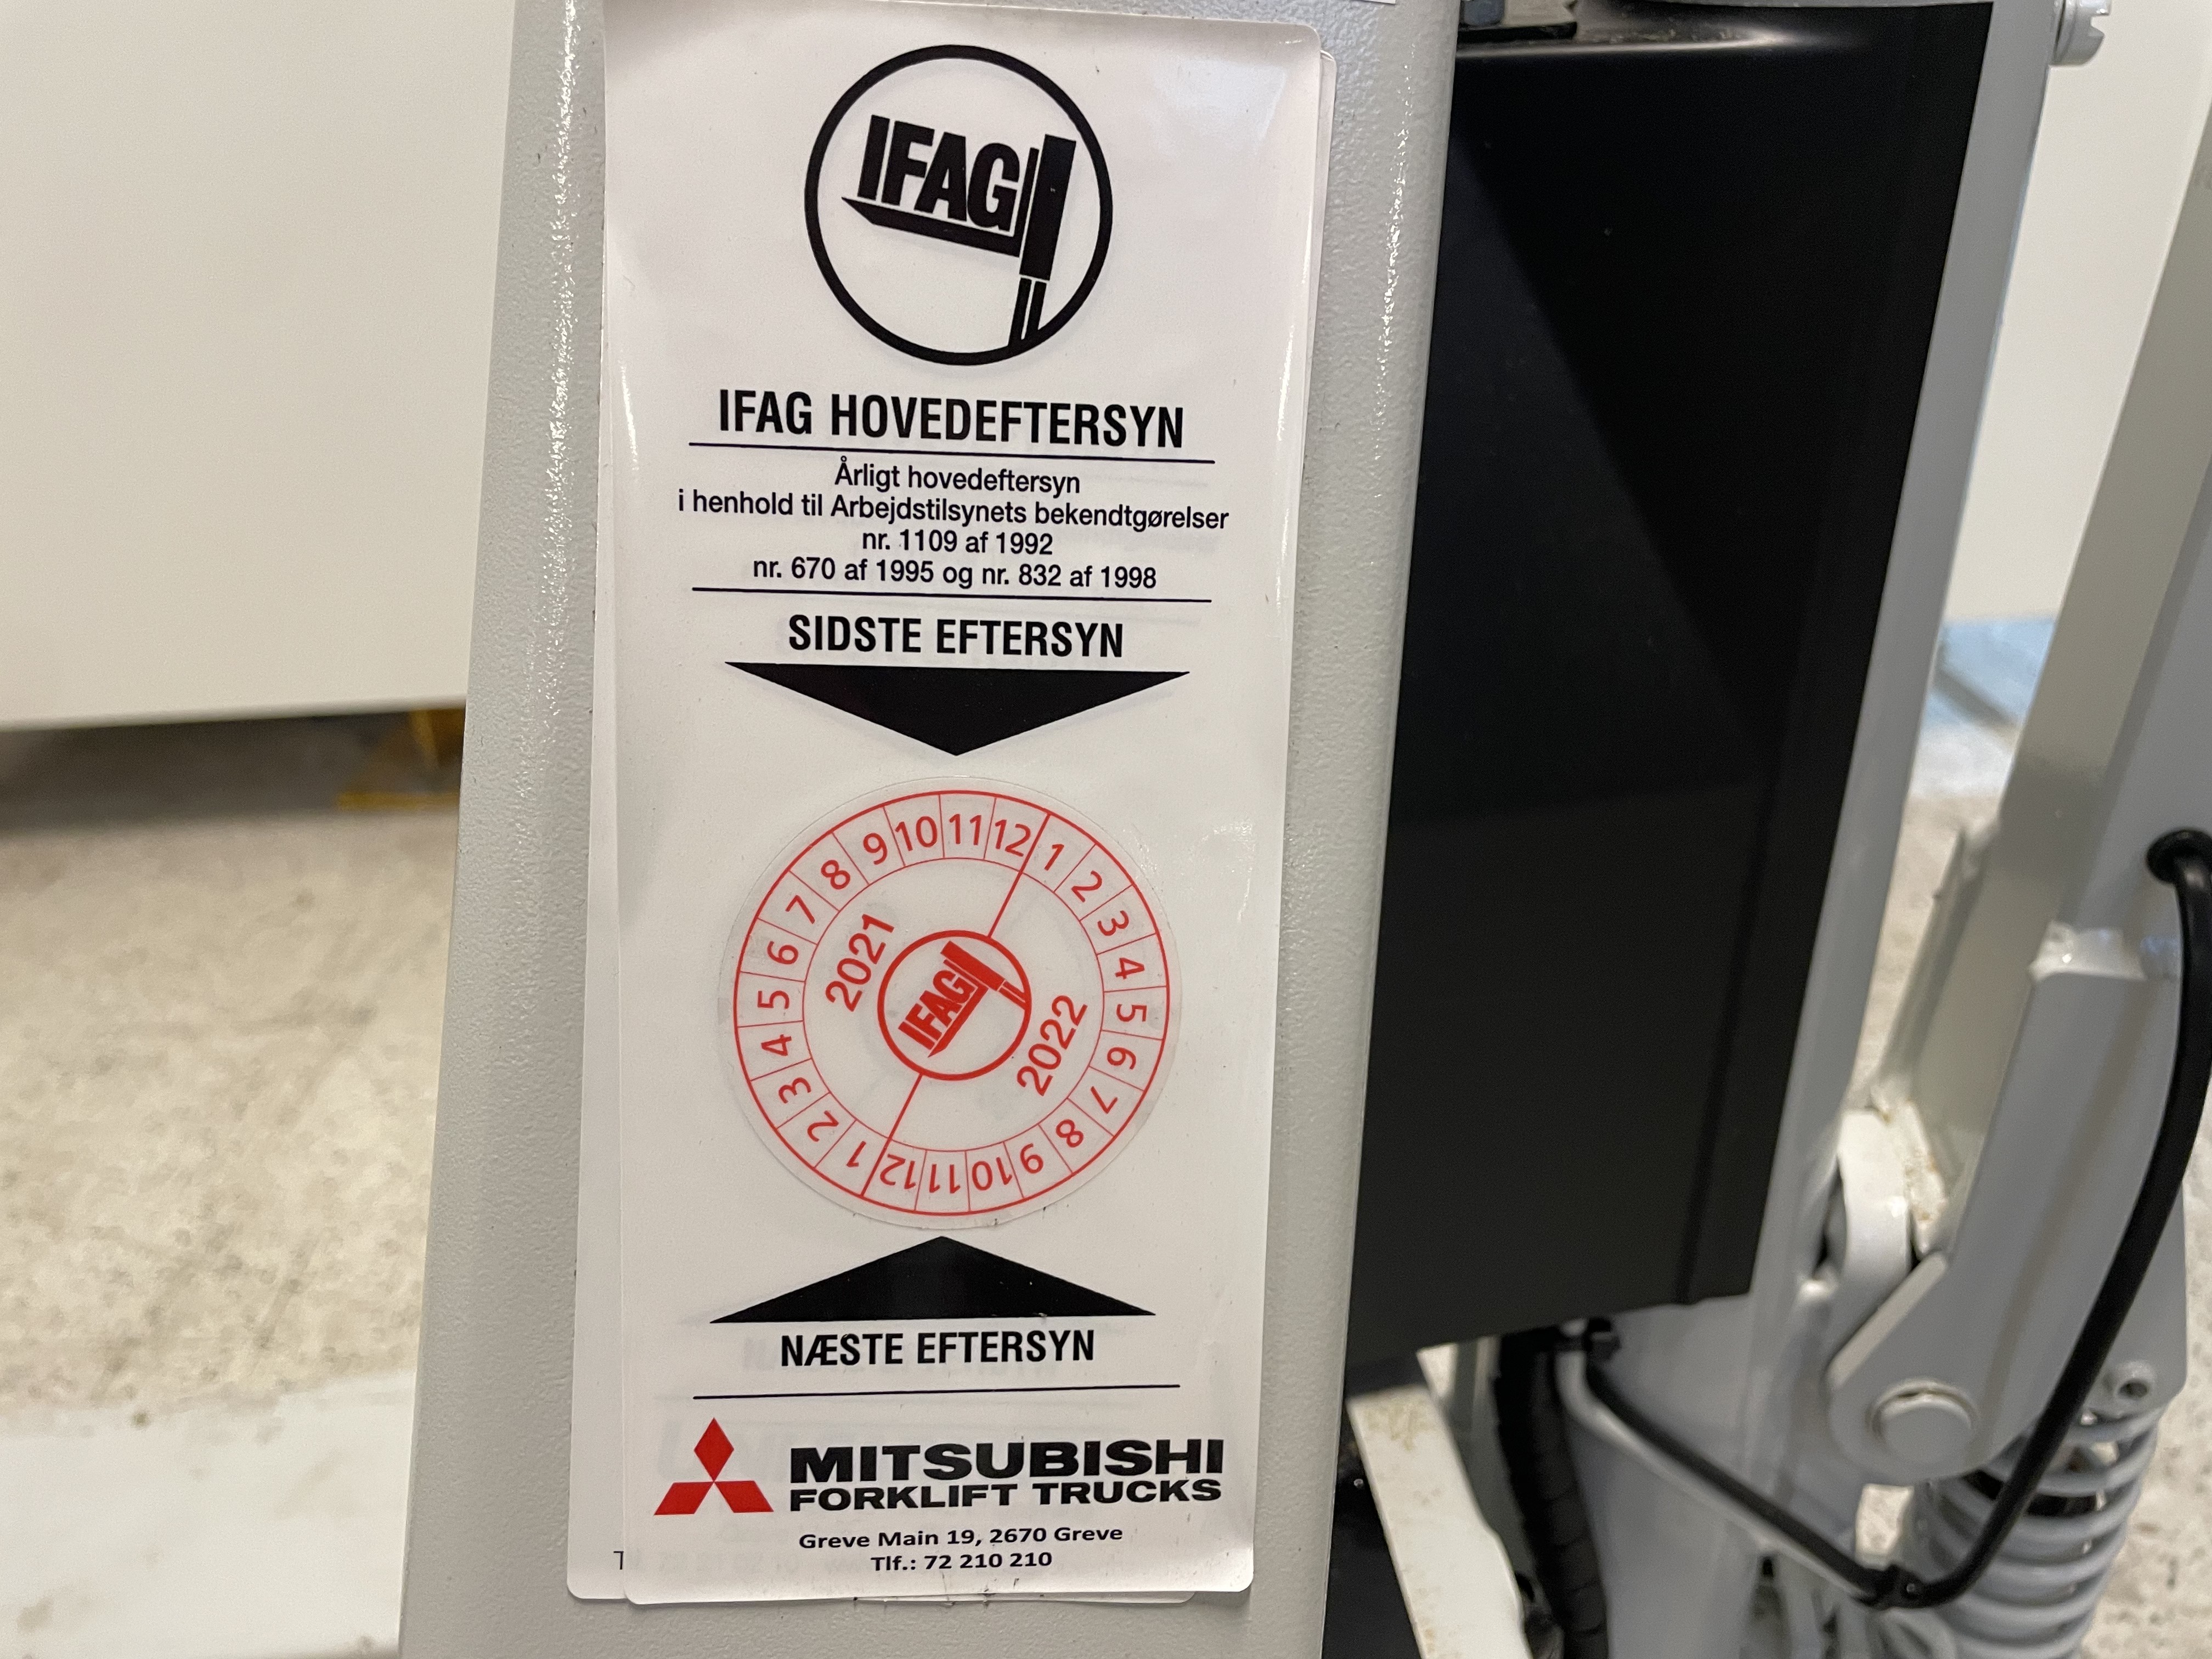 IFAG
IFAG HOVEDEFTERSYN
Årligt hovedeftersyn
i henhold til Arbejdstilsynets bekendtgørelser
nr. 1109 af 1992
nr. 670 af 1995 og nr. 832 af 1998
SIDSTE EFTERSYN
1 2 3 4 5 6 7 8 9 10 11 12
2021
IFAG
2022
1 2 3 4 5 6 7 8 9 10 11 12
NÆSTE EFTERSYN
MITSUBISHI
FORKLIFT TRUCKS
Greve Main 19, 2670 Greve
Tlf.: 72 210 210
T